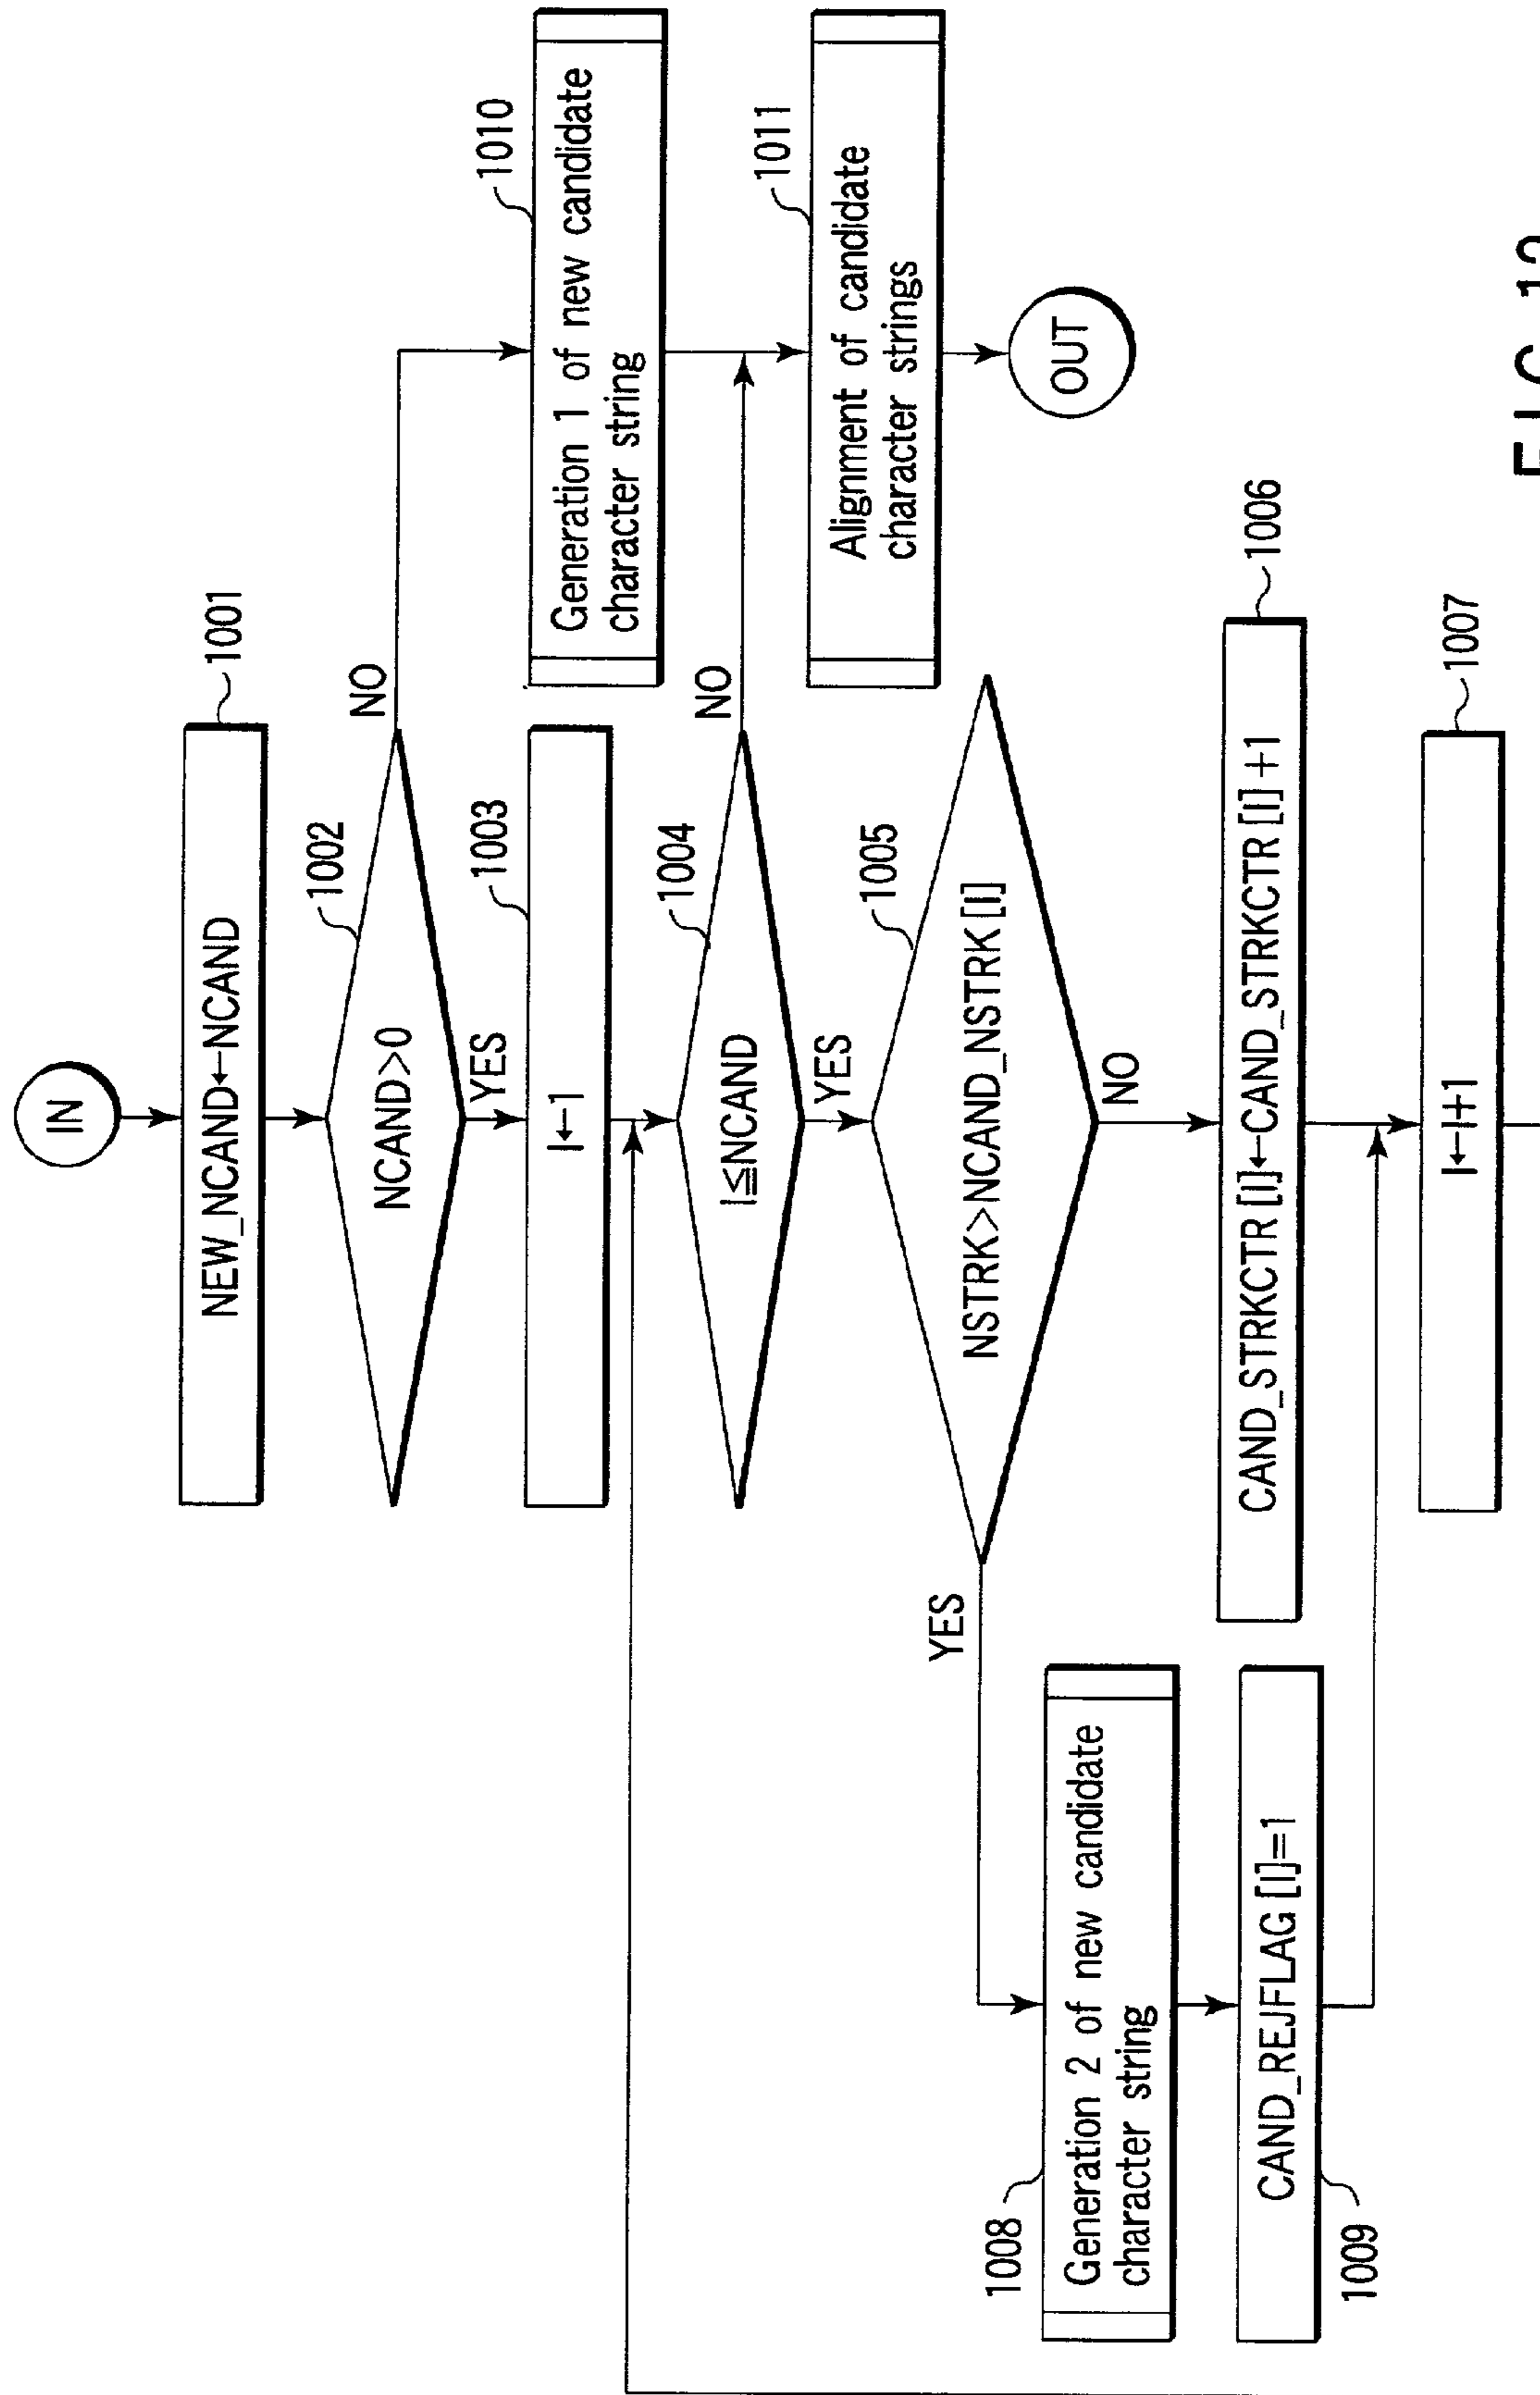 IN
NEW_NCAND←NCAND
1001
NCAND>0
1002
NO
YES
I←1
1003
Generation 1 of new candidate
character string
1010
I≦NCAND
1004
NO
YES
Alignment of candidate
character strings
1011
OUT
NSTRK>NCAND_NSTRK[I]
1005
YES
NO
Generation 2 of new candidate
character string
1008
CAND_REJFLAG[I]=1
1009
CAND_STRKCTR[I]←CAND_STRKCTR[I]+1
1006
I←I+1
1007